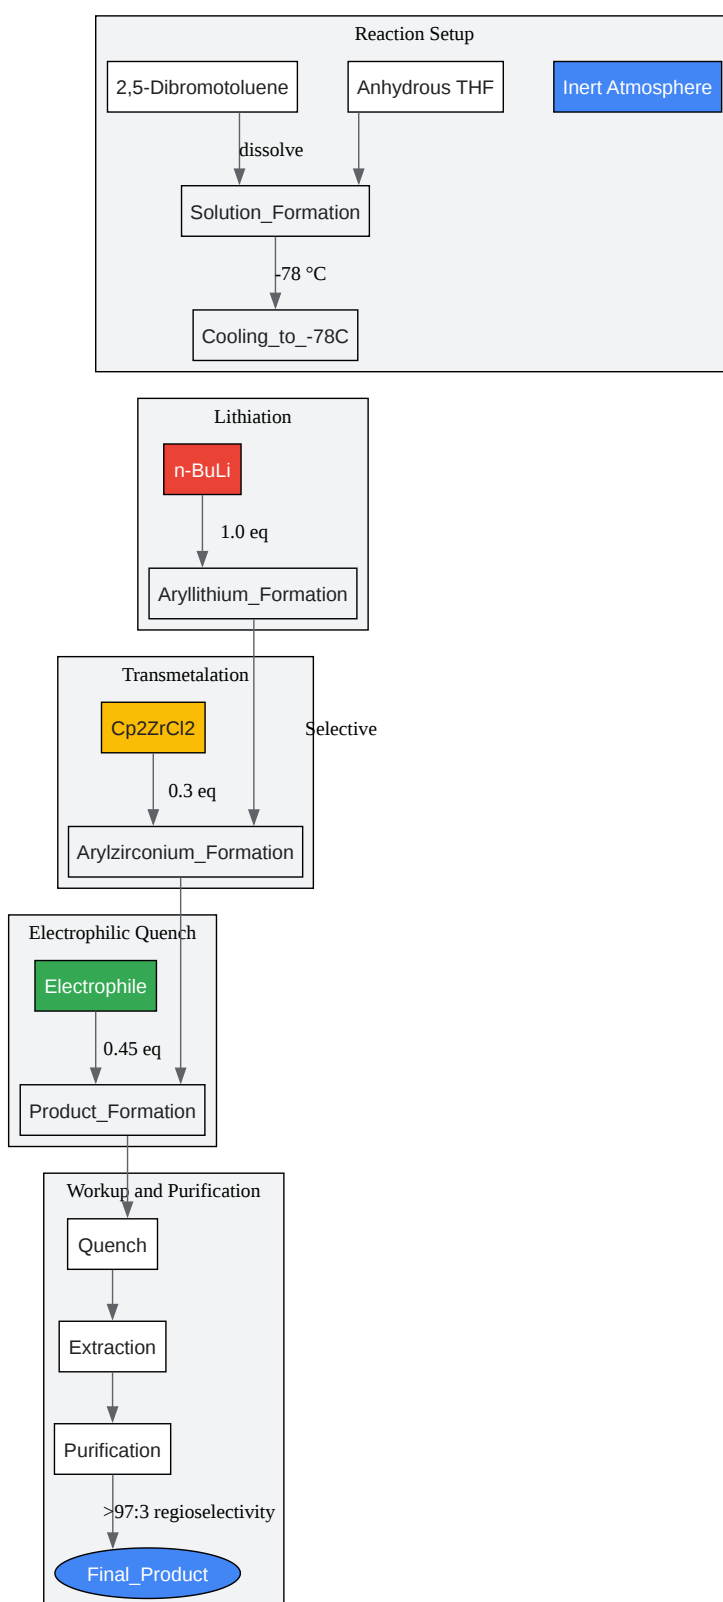 Reaction Setup
2,5-Dibromotoluene
Anhydrous THF
Inert Atmosphere
dissolve
Solution_Formation
-78 °C
Cooling_to_-78C
Lithiation
n-BuLi
1.0 eq
Aryllithium_Formation
Transmetalation
Cp2ZrCl2
Selective
0.3 eq
Arylzirconium_Formation
Electrophilic Quench
Electrophile
0.45 eq
Product_Formation
Workup and Purification
Quench
Extraction
Purification
>97:3 regioselectivity
Final_Product